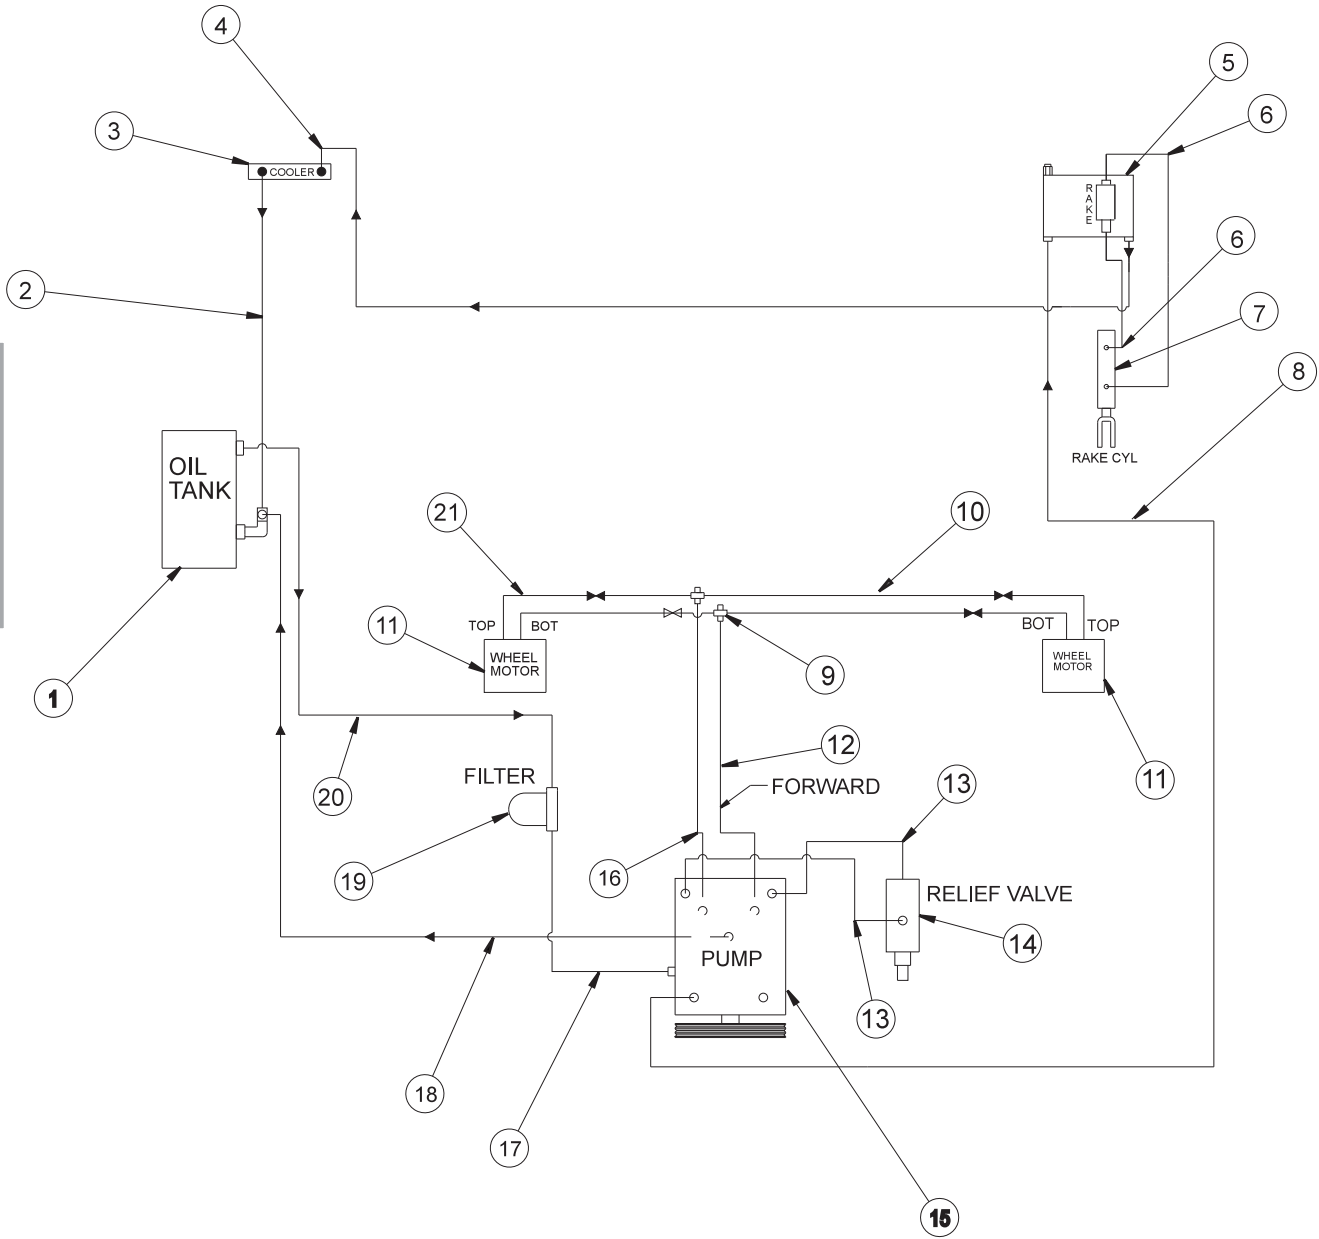 4
5
6
3
COOLER
RAKE
6
2
7
8
RAKE CYL
OIL
TANK
21
10
11
TOP
BOT
BOT
TOP
WHEEL
MOTOR
WHEEL
MOTOR
1
9
12
11
FILTER
20
FORWARD
13
19
16
RELIEF VALVE
14
PUMP
13
18
17
15